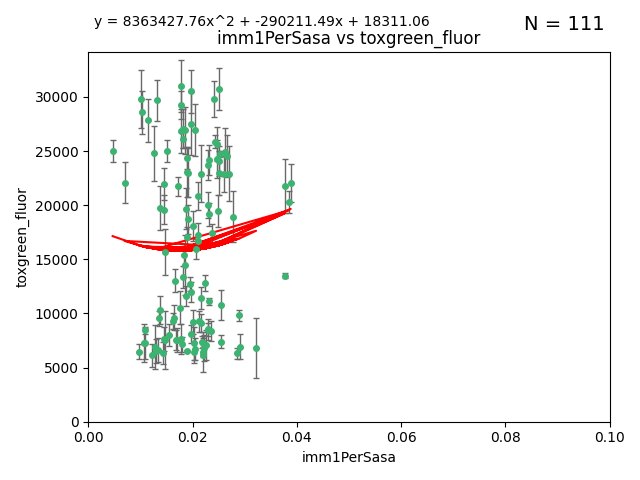 y = 8363427.76x^2 + -290211.49x + 18311.06
N = 111
imm1PerSasa vs toxgreen_fluor
30000
25000
20000
15000
10000
5000
0
toxgreen_fluor
0.00 0.02 0.04 0.06 0.08 0.10
imm1PerSasa